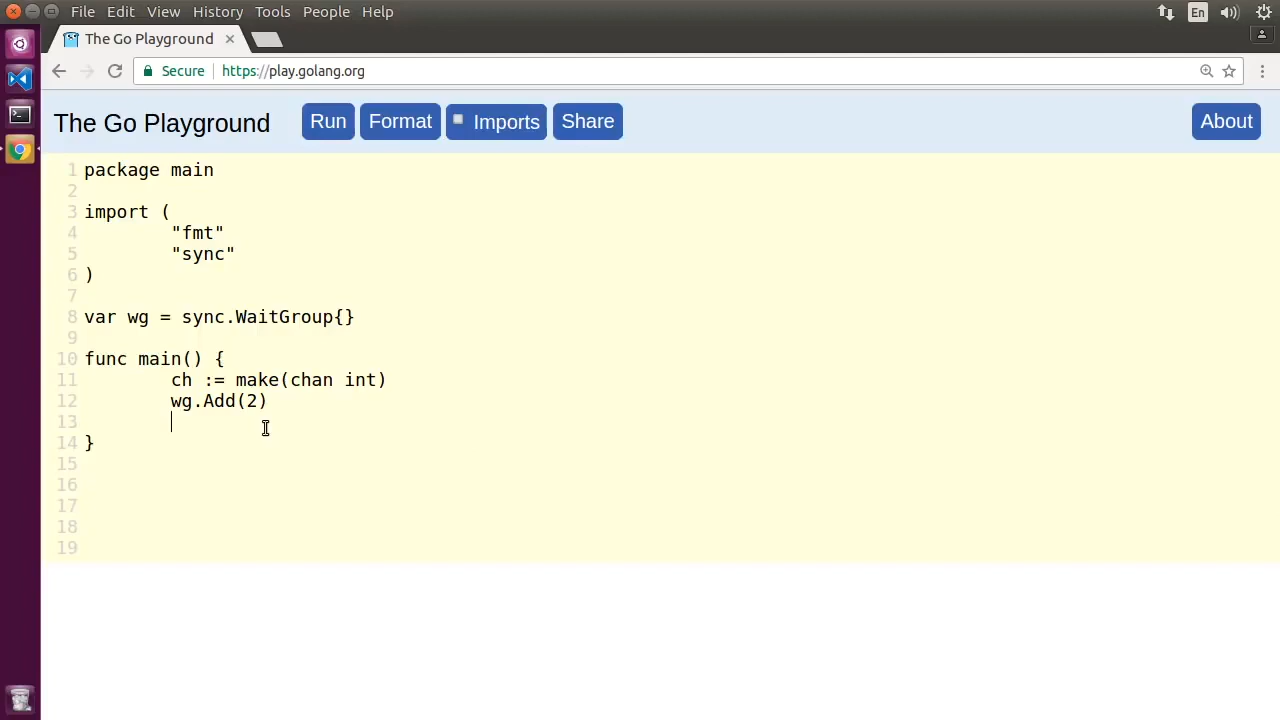 File Edit View History Tools People Help
En
The Go Playground
Secure https://play.golang.org
The Go Playground Run Format Imports Share About
1 package main
2
3 import (
4 "fmt"
5 "sync"
6 )
7
8 var wg = sync.WaitGroup{}
9
10 func main() {
11 ch := make(chan int)
12 wg.Add(2)
13
14 }
15
16
17
18
19